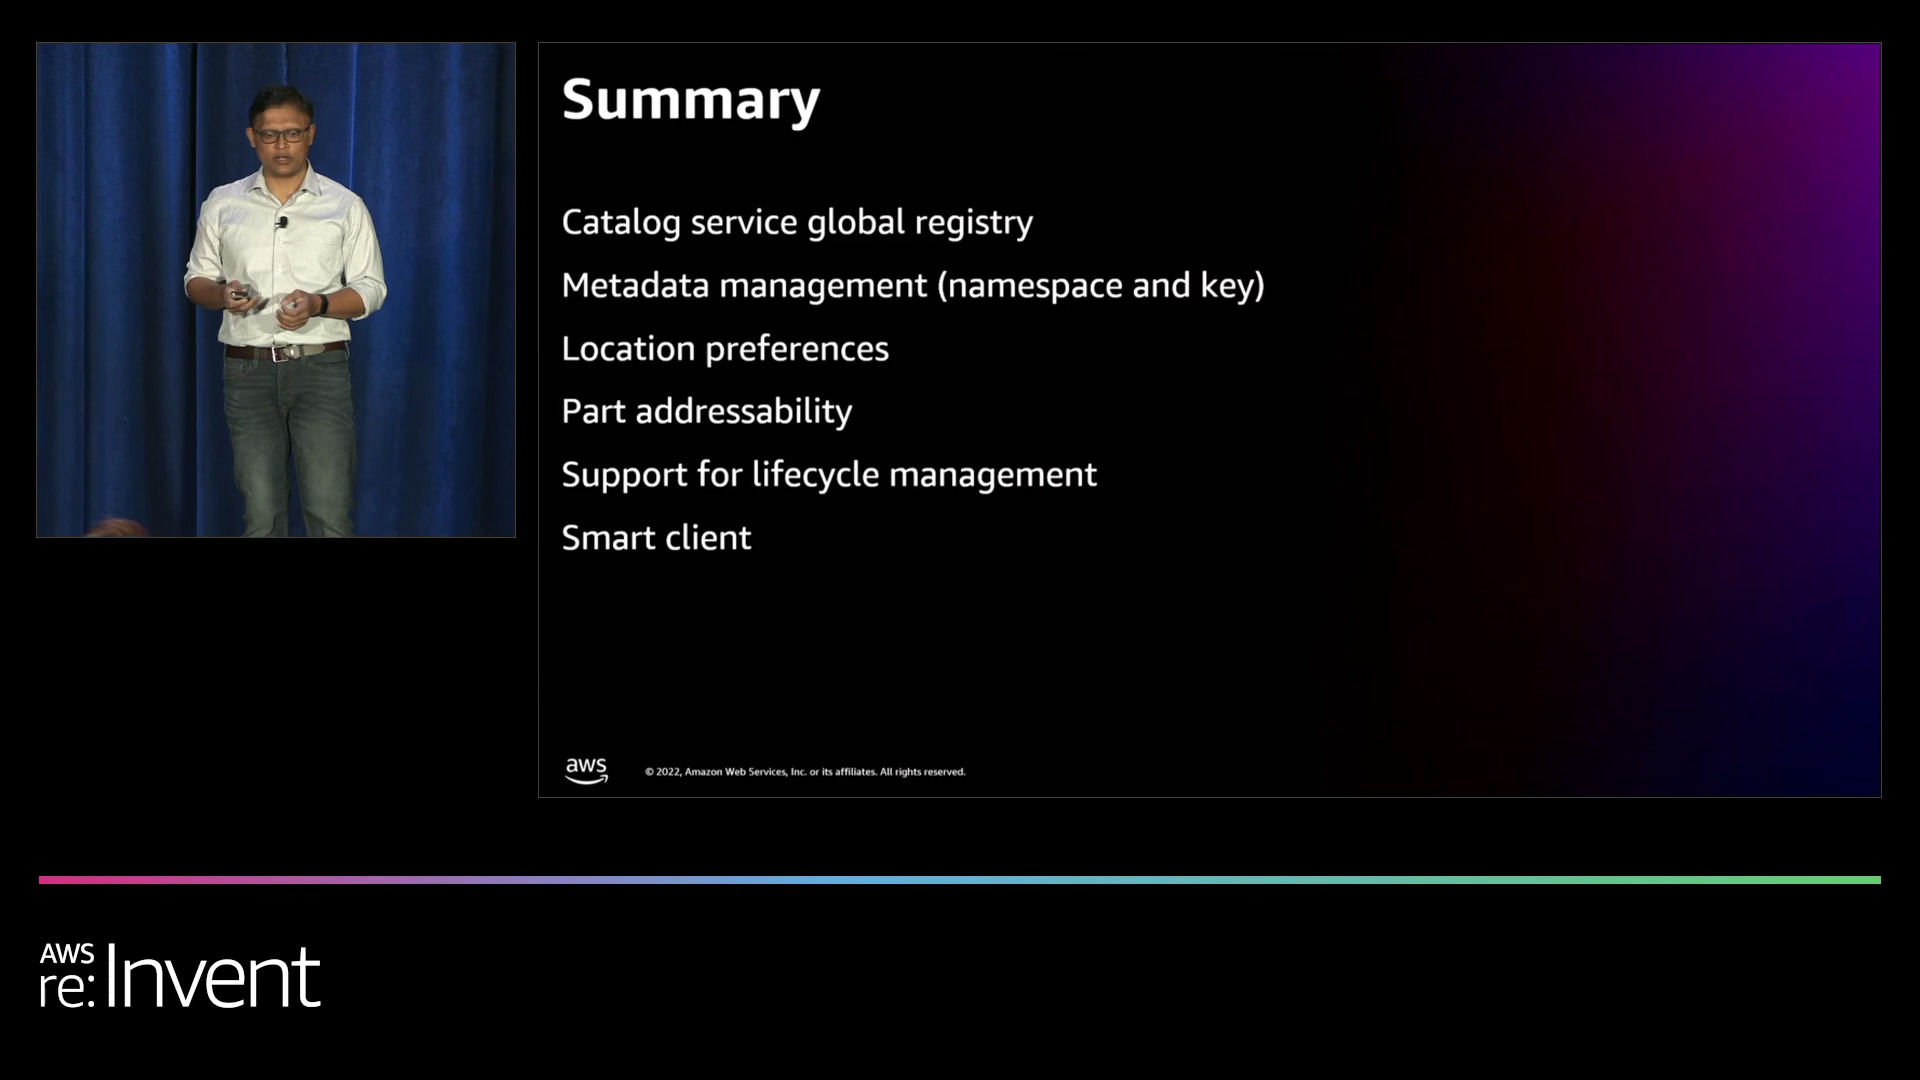 Summary
Catalog service global registry
Metadata management (namespace and key)
Location preferences
Part addressability
Support for lifecycle management
Smart client
aws
© 2022, Amazon Web Services, Inc. or its affiliates. All rights reserved.
AWS
re:Invent